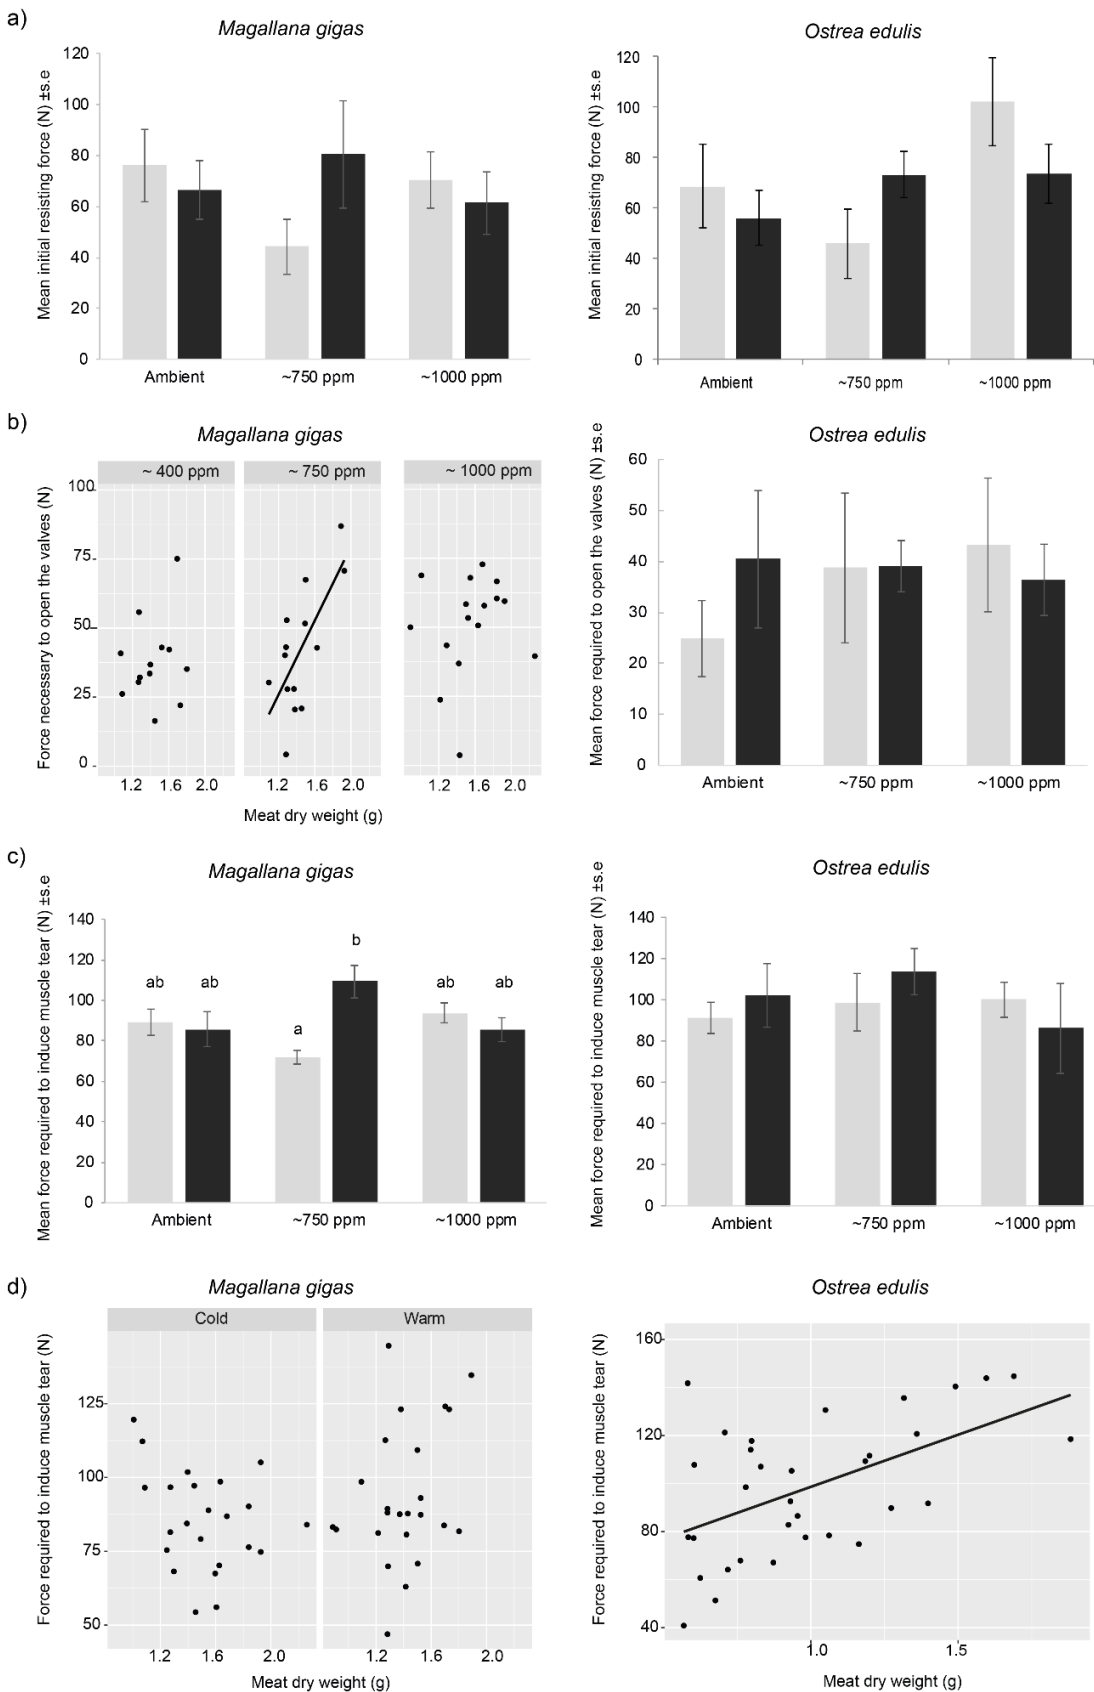 a)
Magallana gigas
Ostrea edulis
Mean initial resisting force (N) ±s.e
120
100
80
60
40
20
0
Ambient
~750 ppm
~1000 ppm
Mean initial resisting force (N) ±s.e
120
100
80
60
40
20
0
Ambient
~750 ppm
~1000 ppm
b)
Magallana gigas
Ostrea edulis
~ 400 ppm
~ 750 ppm
~ 1000 ppm
Force necessary to open the valves (N)
100
75
50
25
0
1.2 1.6 2.0
1.2 1.6 2.0
1.2 1.6 2.0
Meat dry weight (g)
Mean force required to open the valves (N) ±s.e
60
50
40
30
20
10
0
Ambient
~750 ppm
~1000 ppm
c)
Magallana gigas
Ostrea edulis
Mean force required to induce muscle tear (N) ±s.e
140
120
100
80
60
40
20
0
ab
ab
a
b
ab
ab
Ambient
~750 ppm
~1000 ppm
Mean force required to induce muscle tear (N) ±s.e
140
120
100
80
60
40
20
0
Ambient
~750 ppm
~1000 ppm
d)
Magallana gigas
Ostrea edulis
Cold
Warm
Force required to induce muscle tear (N)
125
100
75
50
1.2 1.6 2.0
1.2 1.6 2.0
Meat dry weight (g)
Force required to induce muscle tear (N)
160
120
80
40
1.0 1.5
Meat dry weight (g)